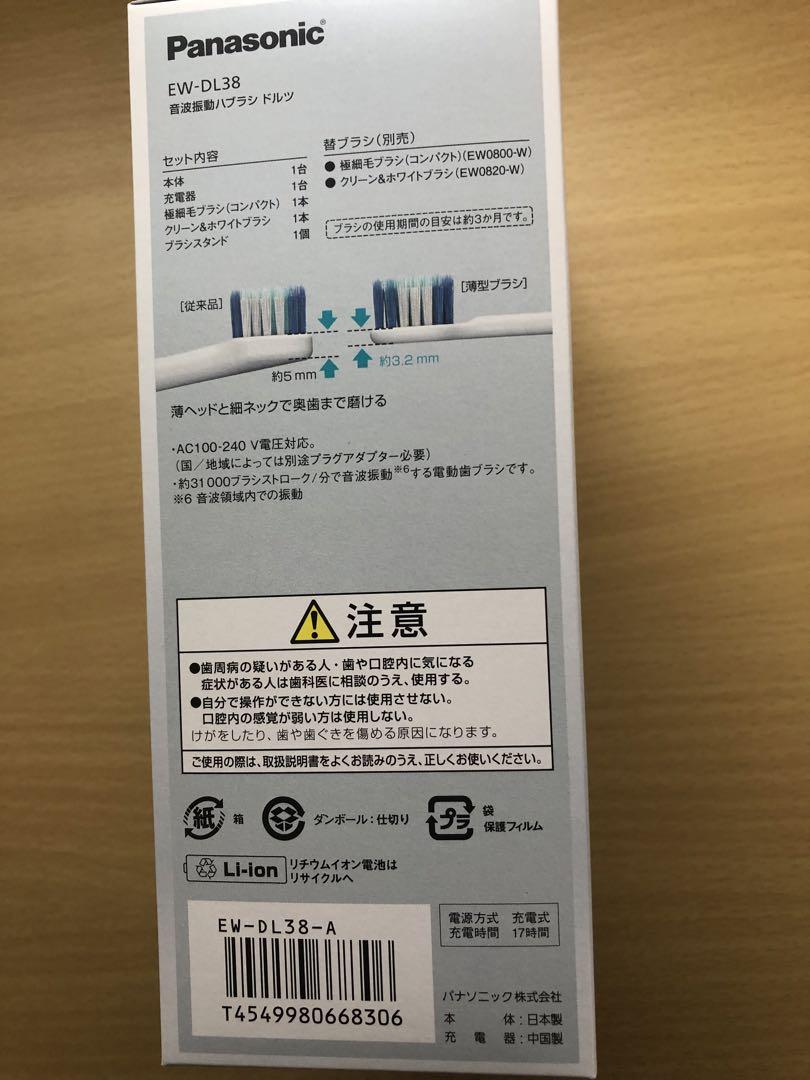 Panasonic®
EW-DL38
音波振動ハブラシ ドルツ
セット内容
本体 1台
充電器 1台
極細毛ブラシ(コンパクト) 1本
クリーン&ホワイトブラシ 1本
ブラシスタンド 1個
替ブラシ(別売)
● 極細毛ブラシ(コンパクト)(EW0800-W)
● クリーン&ホワイトブラシ(EW0820-W)
ブラシの使用期間の目安は約3か月です。
[従来品]
[薄型ブラシ]
約5mm
約3.2mm
薄ヘッドと細ネックで奥歯まで磨ける
・AC100-240 V電圧対応。
(国/地域によっては別途プラグアダプター必要)
・約31000ブラシストローク/分で音波振動※6する電動歯ブラシです。
※6 音波領域内での振動
注意
●歯周病の疑いがある人・歯や口腔内に気になる
症状がある人は歯科医に相談のうえ、使用する。
●自分で操作ができない方には使用させない。
口腔内の感覚が弱い方は使用しない。
けがをしたり、歯や歯ぐきを傷める原因になります。
ご使用の際は、取扱説明書をよくお読みのうえ、正しくお使いください。
紙 箱
ダンボール:仕切り
プラ 袋
保護フィルム
Li-ion リチウムイオン電池は
リサイクルへ
EW-DL38-A
T4549980668306
電源方式 充電式
充電時間 17時間
パナソニック株式会社
本体:日本製
充電器:中国製